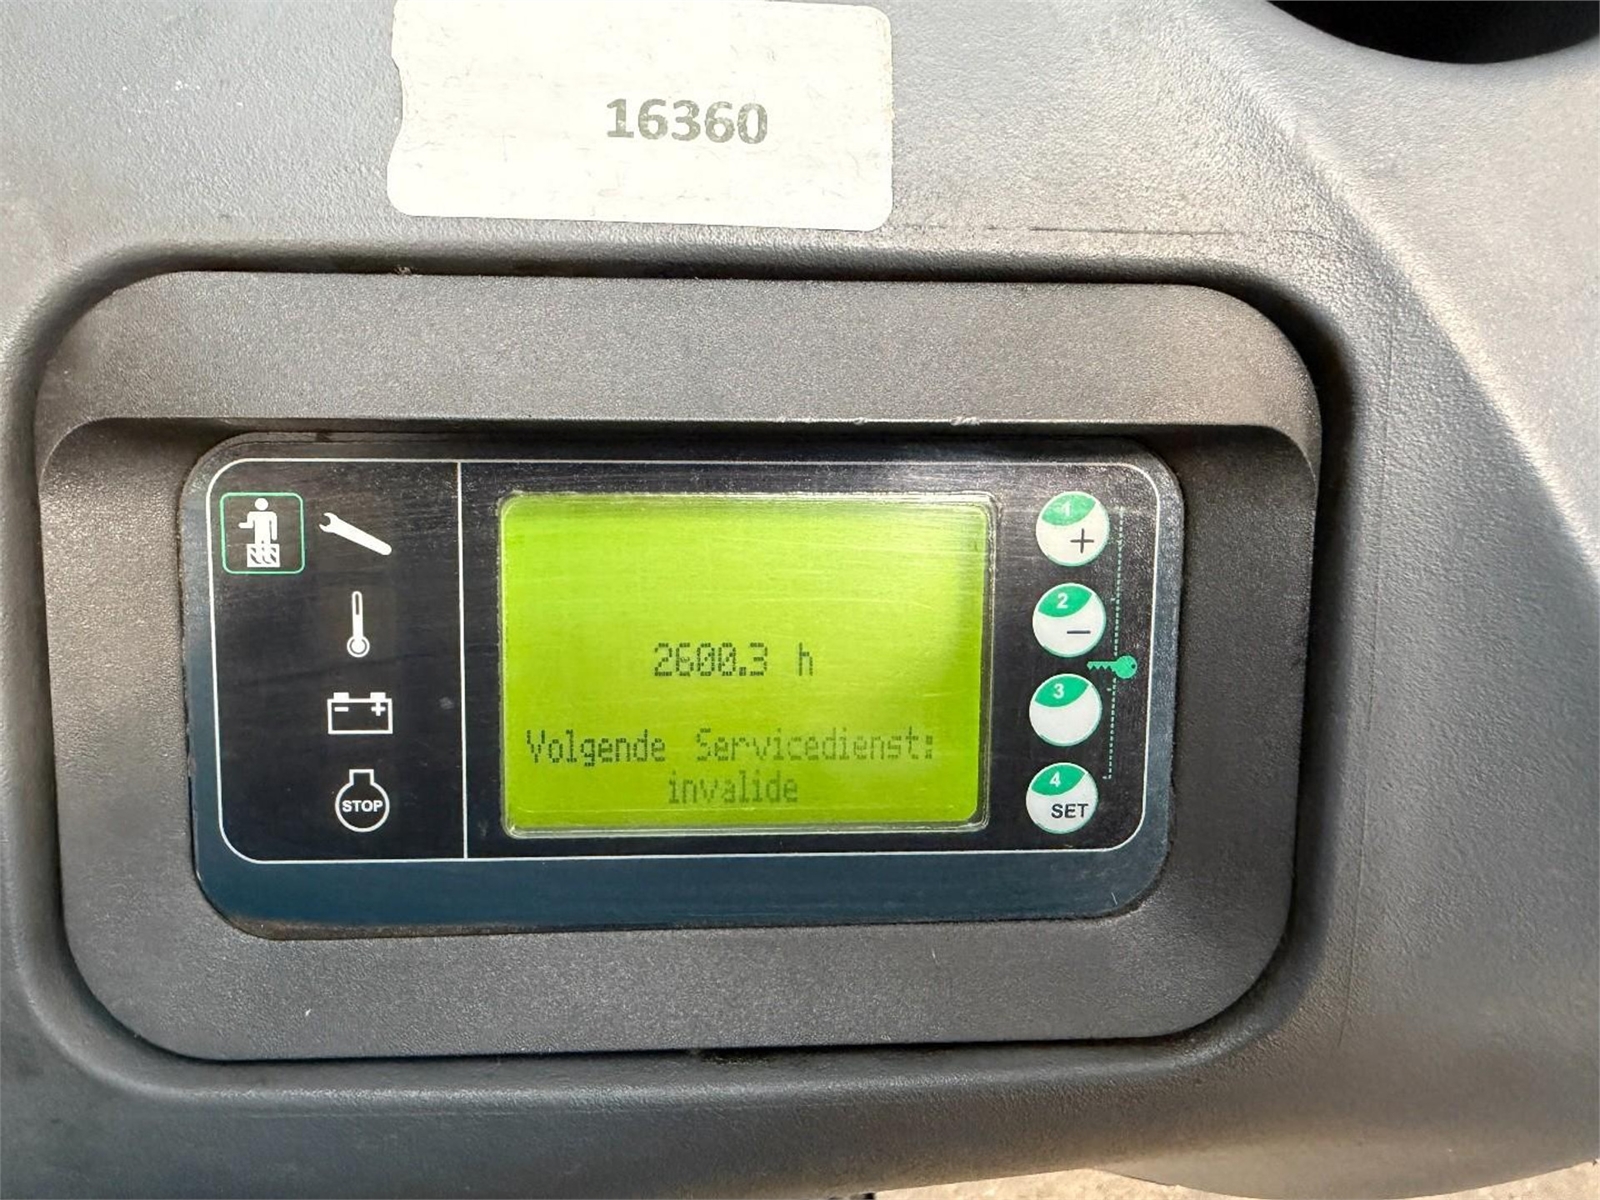 16360
2600.3 h
Volgende Servicedienst:
invalide
STOP
1
+
2
−
3
4
SET